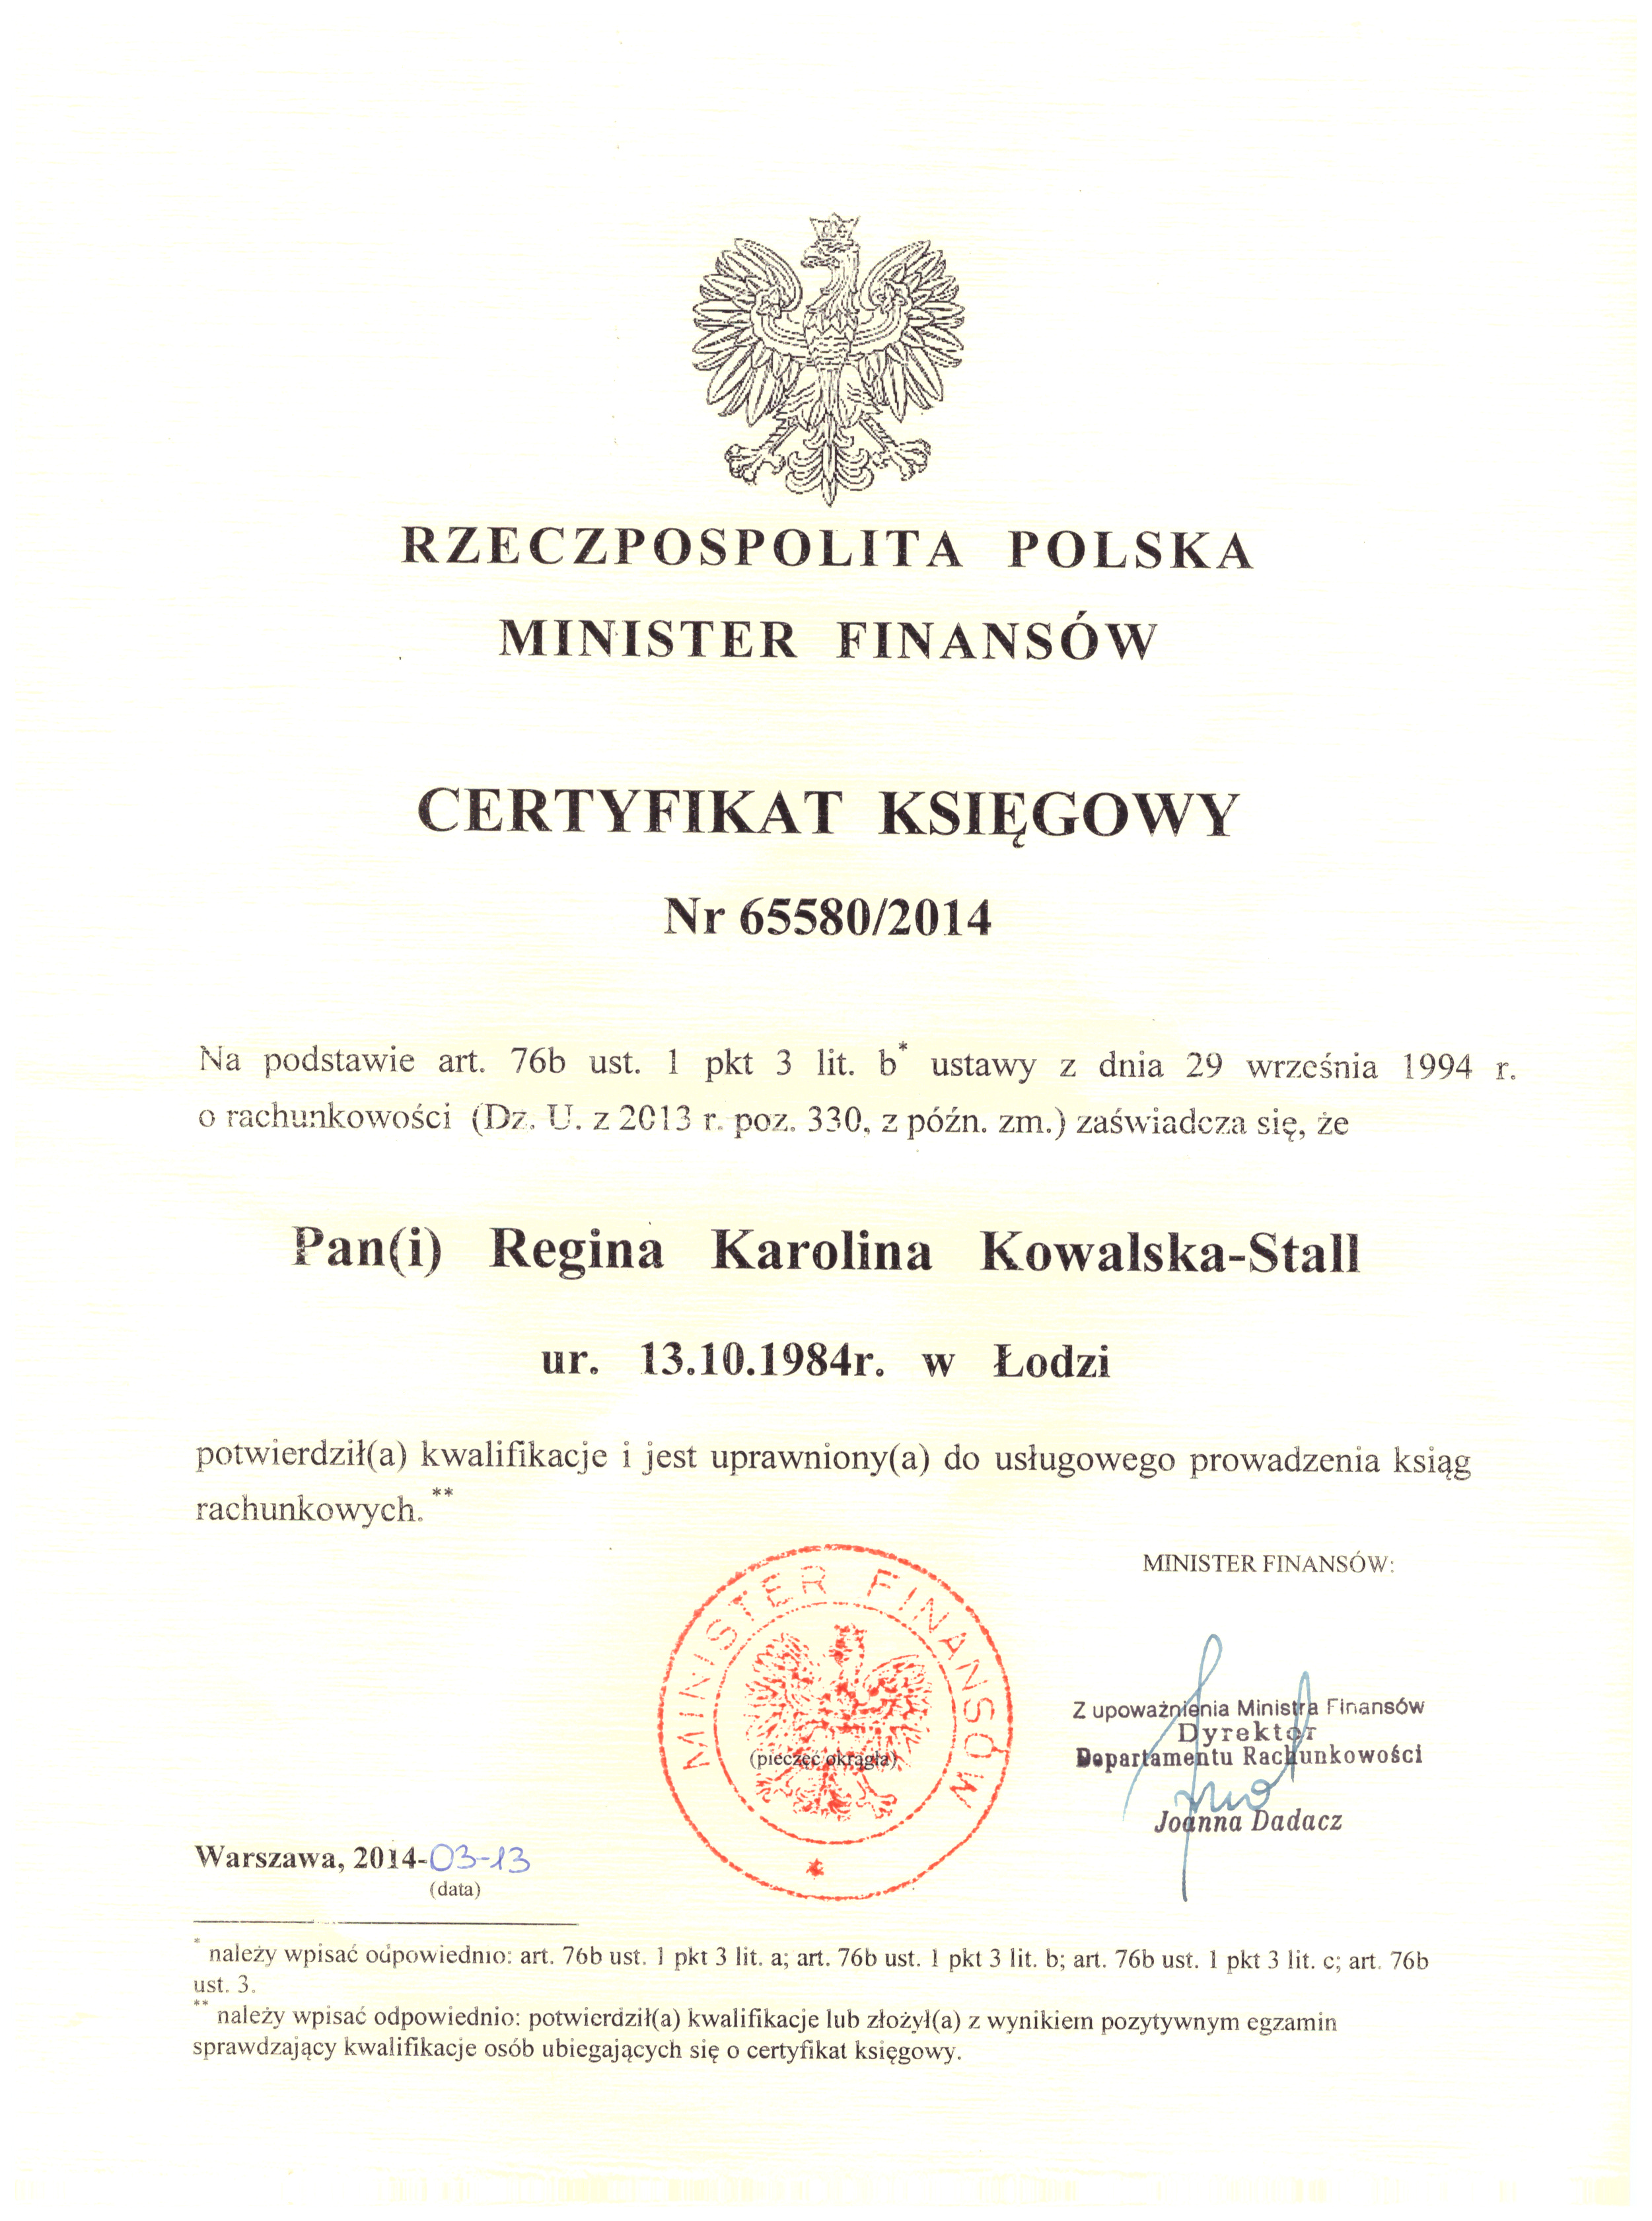 RZECZPOSPOLITA POLSKA
MINISTER FINANSÓW
CERTYFIKAT KSIĘGOWY
Nr 65580/2014
Na podstawie art. 76b ust. 1 pkt 3 lit. b* ustawy z dnia 29 września 1994 r.
o rachunkowości (Dz. U. z 2013 r. poz. 330, z późn. zm.) zaświadcza się, że
Pan(i) Regina Karolina Kowalska-Stall
ur. 13.10.1984r. w Łodzi
potwierdził(a) kwalifikacje i jest uprawniony(a) do usługowego prowadzenia ksiąg
rachunkowych.**
MINISTER FINANSÓW:
MINISTER FINANSÓW
(pieczęć okrągła)
Z upoważnienia Ministra Finansów
Dyrektor
Departamentu Rachunkowości
Joanna Dadacz
Warszawa, 2014-03-13
(data)
* należy wpisać odpowiednio: art. 76b ust. 1 pkt 3 lit. a; art. 76b ust. 1 pkt 3 lit. b; art. 76b ust. 1 pkt 3 lit. c; art. 76b
ust. 3.
** należy wpisać odpowiednio: potwierdził(a) kwalifikacje lub złożył(a) z wynikiem pozytywnym egzamin
sprawdzający kwalifikacje osób ubiegających się o certyfikat księgowy.